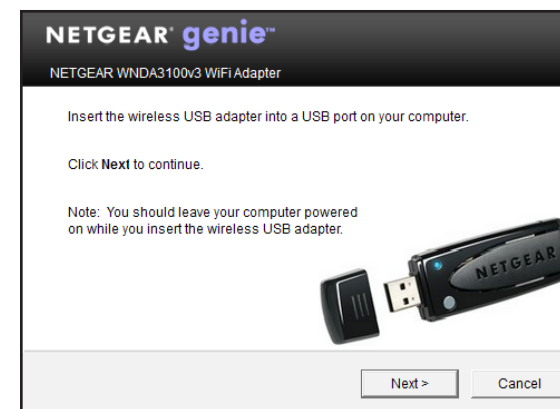 NETGEAR® genie™
NETGEAR WNDA3100v3 WiFi Adapter
Insert the wireless USB adapter into a USB port on your computer.
Click Next to continue.
Note: You should leave your computer powered
on while you insert the wireless USB adapter.
NETGEAR
Next >
Cancel